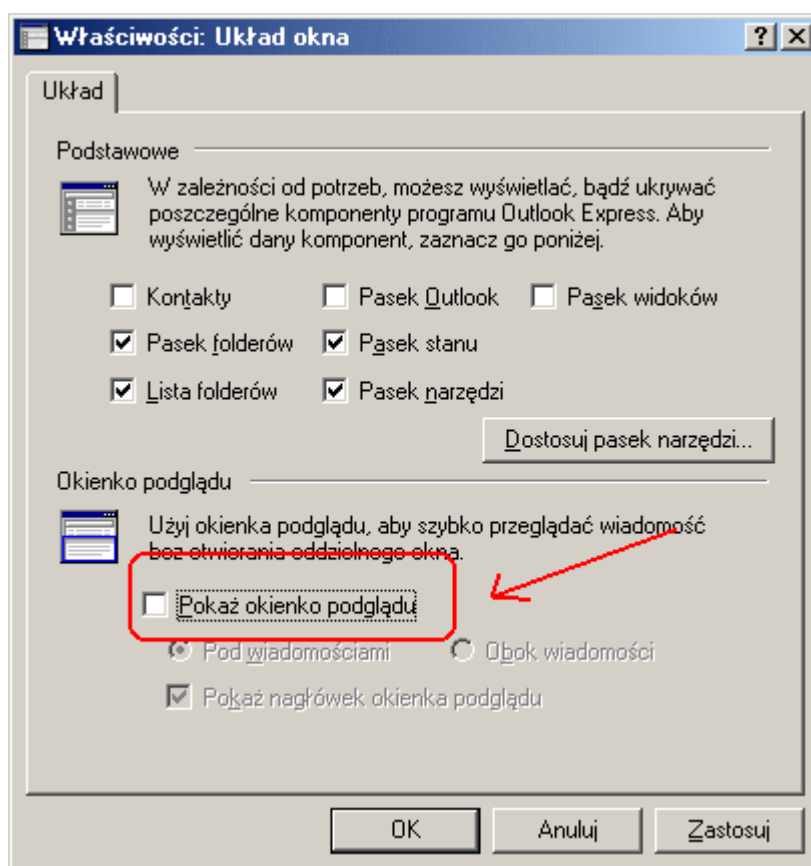 Właściwości: Układ okna
Układ
Podstawowe
W zależności od potrzeb, możesz wyświetlać, bądź ukrywać
poszczególne komponenty programu Outlook Express. Aby
wyświetlić dany komponent, zaznacz go poniżej.
Kontakty Pasek Outlook Pasek widoków
Pasek folderów Pasek stanu
Lista folderów Pasek narzędzi
Dostosuj pasek narzędzi...
Okienko podglądu
Użyj okienka podglądu, aby szybko przeglądać wiadomość
bez otwierania oddzielnego okna.
Pokaż okienko podglądu
Pod wiadomościami Obok wiadomości
Pokaż nagłówek okienka podglądu
OK Anuluj Zastosuj